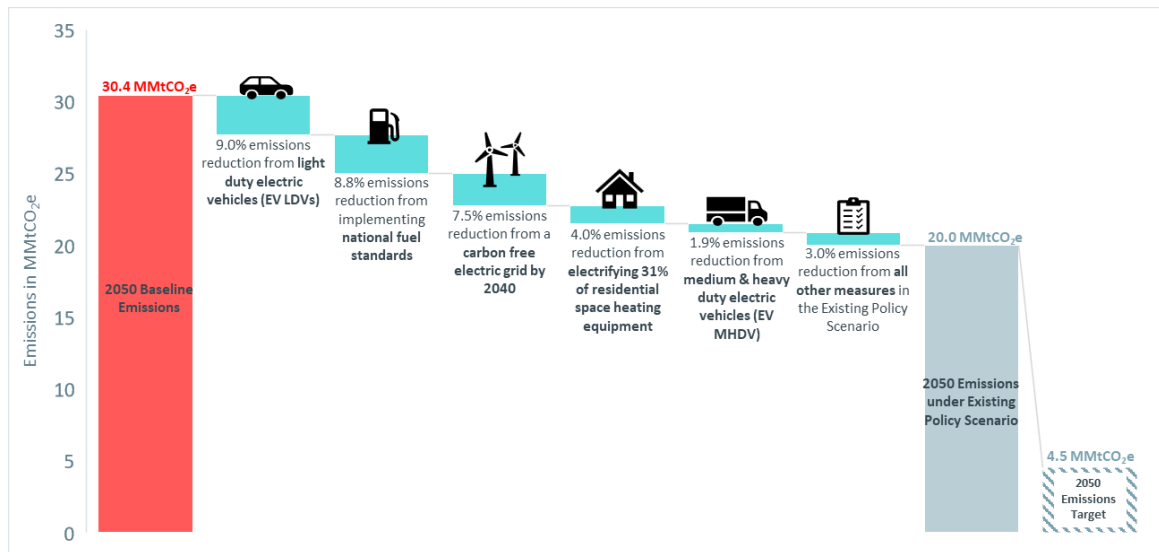 35
30
25
20
15
10
5
0
Emissions in MMtCO₂e
30.4 MMtCO₂e
2050 Baseline
Emissions
9.0% emissions
reduction from light
duty electric
vehicles (EV LDVs)
8.8% emissions
reduction from
implementing
national fuel
standards
7.5% emissions
reduction from a
carbon free
electric grid by
2040
4.0% emissions
reduction from
electrifying 31%
of residential
space heating
equipment
1.9% emissions
reduction from
medium & heavy
duty electric
vehicles (EV
MHDV)
3.0% emissions
reduction from all
other measures in
the Existing Policy
Scenario
20.0 MMtCO₂e
2050 Emissions
under Existing
Policy Scenario
4.5 MMtCO₂e
2050
Emissions
Target